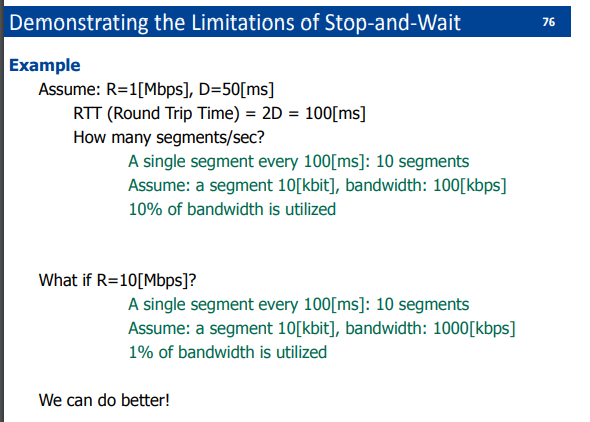 Demonstrating the Limitations of Stop-and-Wait 76
Example
Assume: R=1[Mbps], D=50[ms]
RTT (Round Trip Time) = 2D = 100[ms]
How many segments/sec?
A single segment every 100[ms]: 10 segments
Assume: a segment 10[kbit], bandwidth: 100[kbps]
10% of bandwidth is utilized
What if R=10[Mbps]?
A single segment every 100[ms]: 10 segments
Assume: a segment 10[kbit], bandwidth: 1000[kbps]
1% of bandwidth is utilized
We can do better!